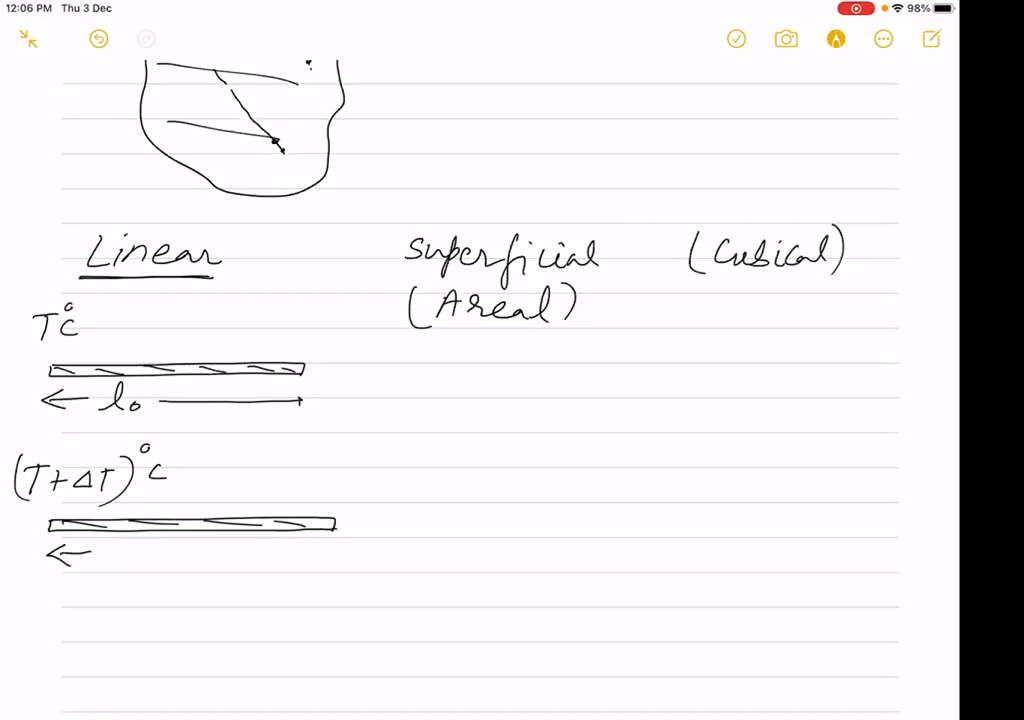 12:06 PM Thu 3 Dec
98%
Linear
superficial
(Cubical)
(Areal)
T°C
l₀
(T+ΔT)°C